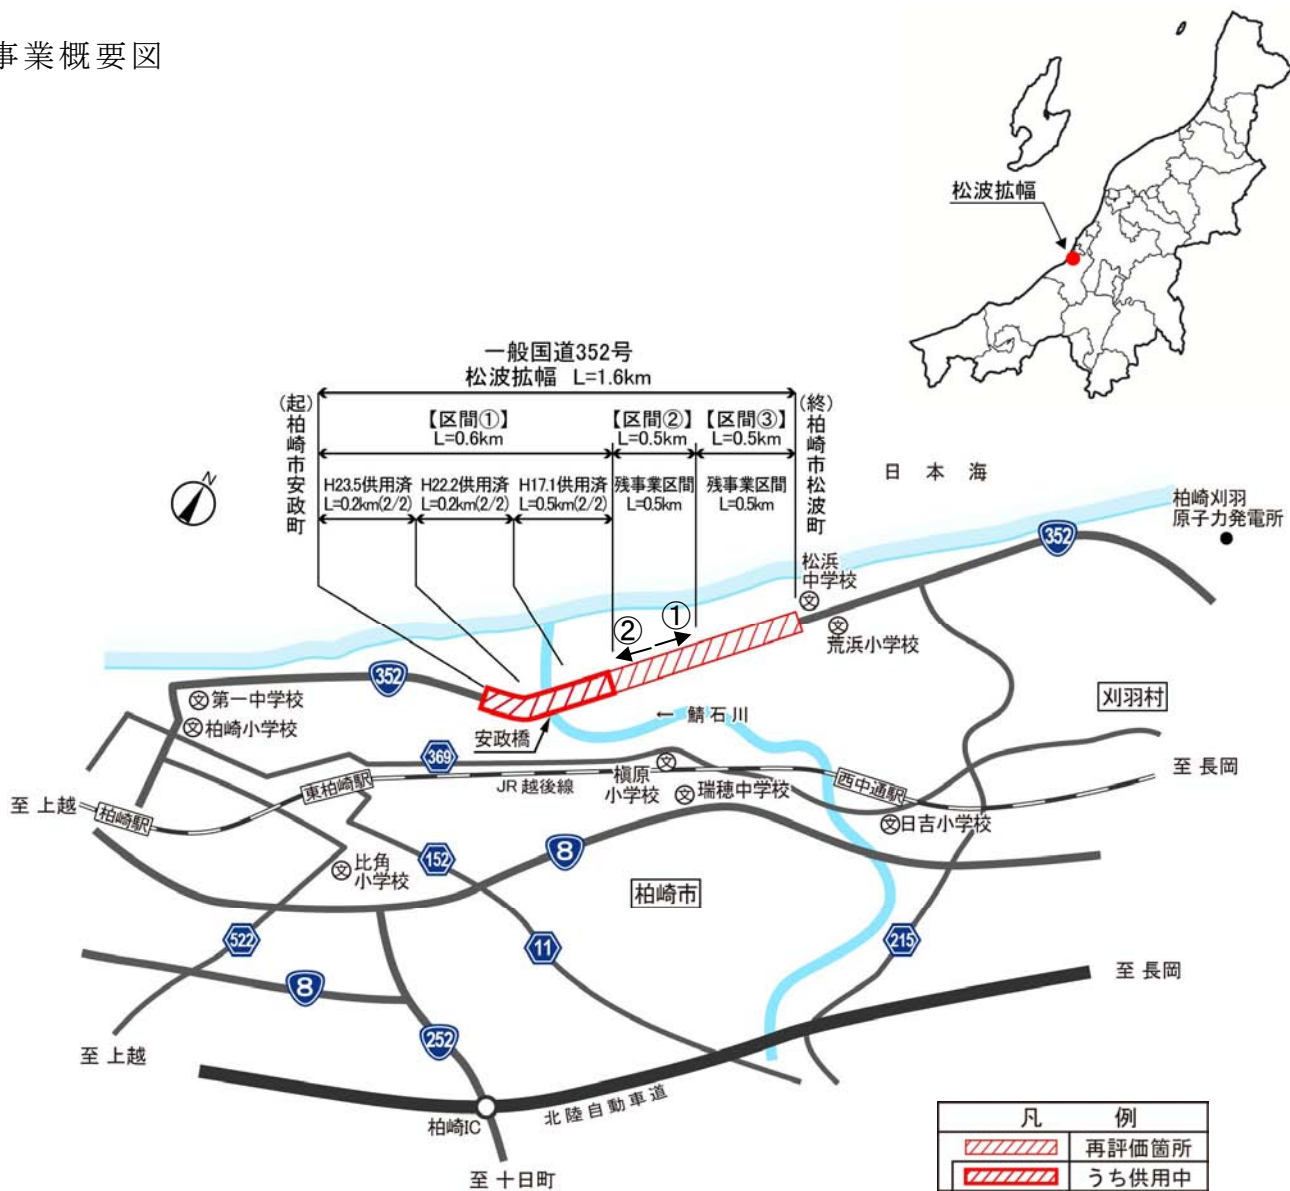 事業概要図
松波拡幅
一般国道352号
松波拡幅 L=1.6km
(起)柏崎市安政町
(終)柏崎市松波町
【区間①】
L=0.6km
【区間②】
L=0.5km
【区間③】
L=0.5km
H23.5供用済
L=0.2km(2/2)
H22.2供用済
L=0.2km(2/2)
H17.1供用済
L=0.5km(2/2)
残事業区間
L=0.5km
残事業区間
L=0.5km
N
日本海
柏崎刈羽
原子力発電所
352
松浜
中学校
文
文
荒浜小学校
②
①
352
文 第一中学校
文 柏崎小学校
安政橋
← 鯖石川
刈羽村
369
東柏崎駅
JR越後線
槇原
小学校
文
文 瑞穂中学校
西中通駅
文 日吉小学校
至 長岡
至 上越
柏崎駅
文 比角
小学校
152
8
柏崎市
522
11
215
8
252
至 長岡
至 上越
北陸自動車道
柏崎IC
至 十日町
凡例
再評価箇所
うち供用中